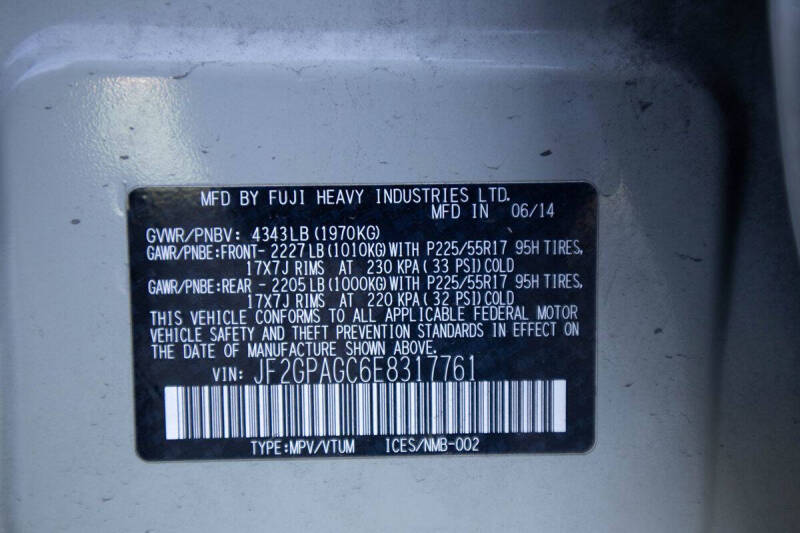 MFD BY FUJI HEAVY INDUSTRIES LTD.
MFD IN 06/14
GVWR/PNBV: 4343LB (1970KG)
GAWR/PNBE:FRONT- 2227LB (1010KG) WITH P225/55R17 95H TIRES,
17X7J RIMS AT 230 KPA (33 PSI) COLD
GAWR/PNBE:REAR - 2205LB (1000KG) WITH P225/55R17 95H TIRES,
17X7J RIMS AT 220 KPA (32 PSI) COLD
THIS VEHICLE CONFORMS TO ALL APPLICABLE FEDERAL MOTOR
VEHICLE SAFETY AND THEFT PREVENTION STANDARDS IN EFFECT ON
THE DATE OF MANUFACTURE SHOWN ABOVE.
VIN: JF2GPAGC6E8317761
TYPE:MPV/VTUM ICES/NMB-002